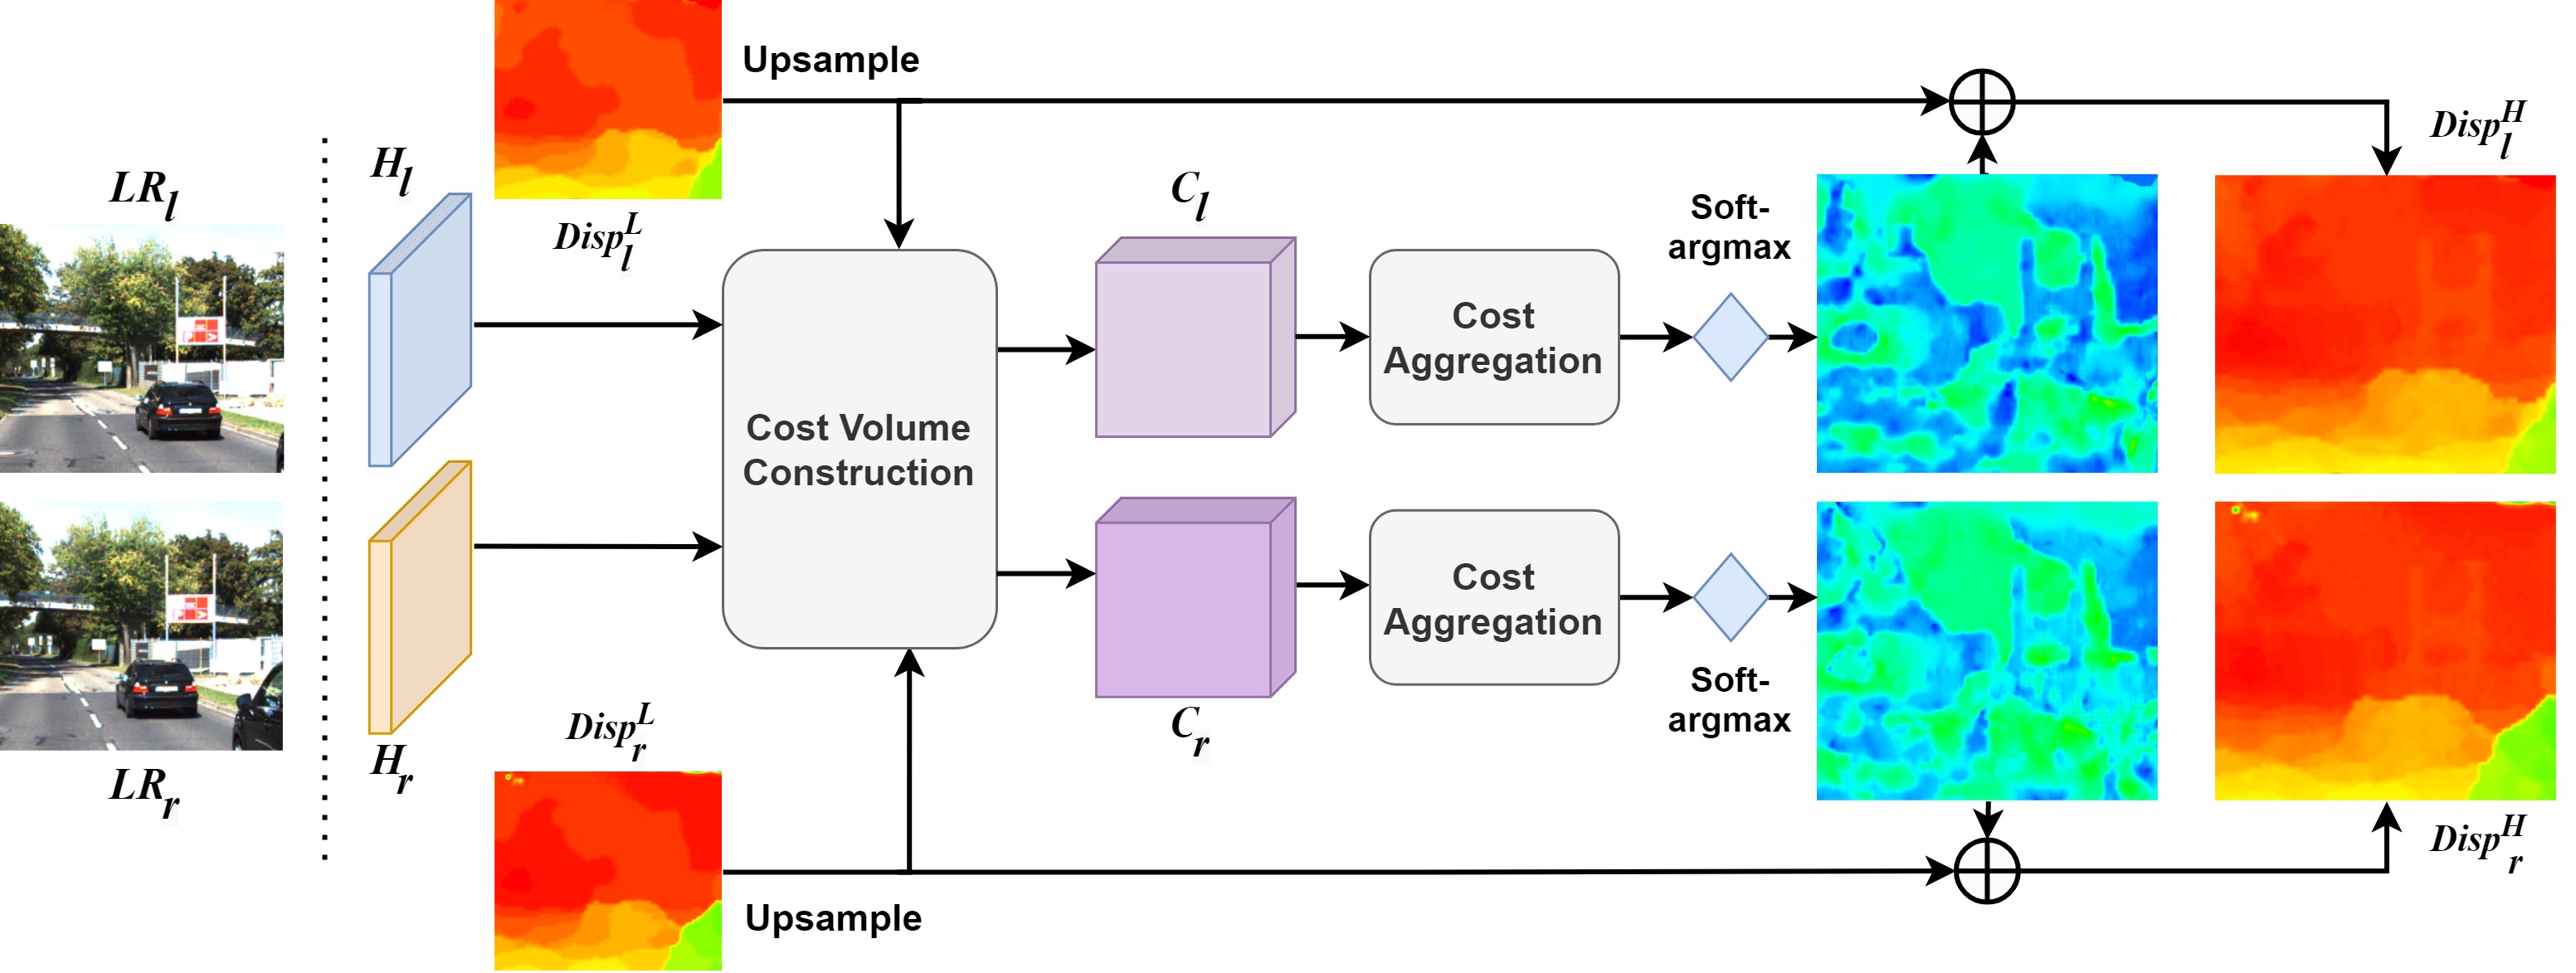 Upsample
LR_l
H_l
Disp_l^L
Cost Volume
Construction
C_l
Cost
Aggregation
Soft-
argmax
Disp_l^H
LR_r
H_r
Disp_r^L
Upsample
C_r
Cost
Aggregation
Soft-
argmax
Disp_r^H